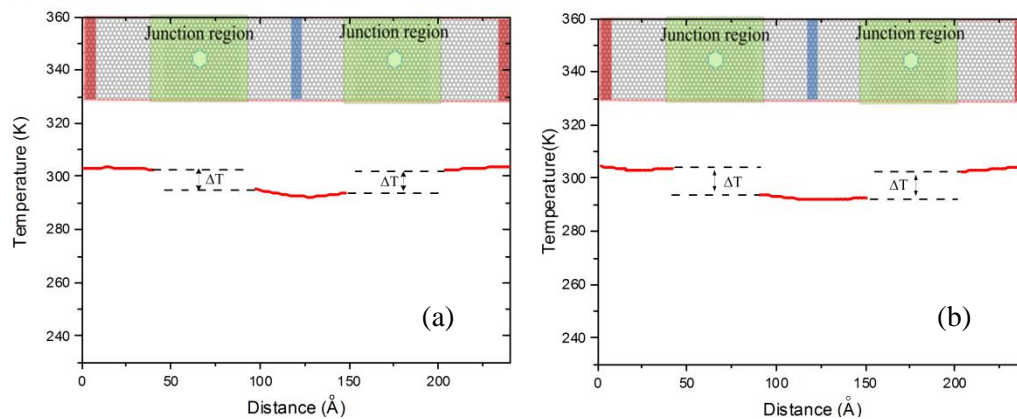 360
340
320
300
280
260
240
Temperature (K)
Junction region
Junction region
ΔT
ΔT
(a)
0
50
100
150
200
Distance (Å)
360
340
320
300
280
260
240
Temperature(K)
Junction region
Junction region
ΔT
ΔT
(b)
0
50
100
150
200
Distance (Å)